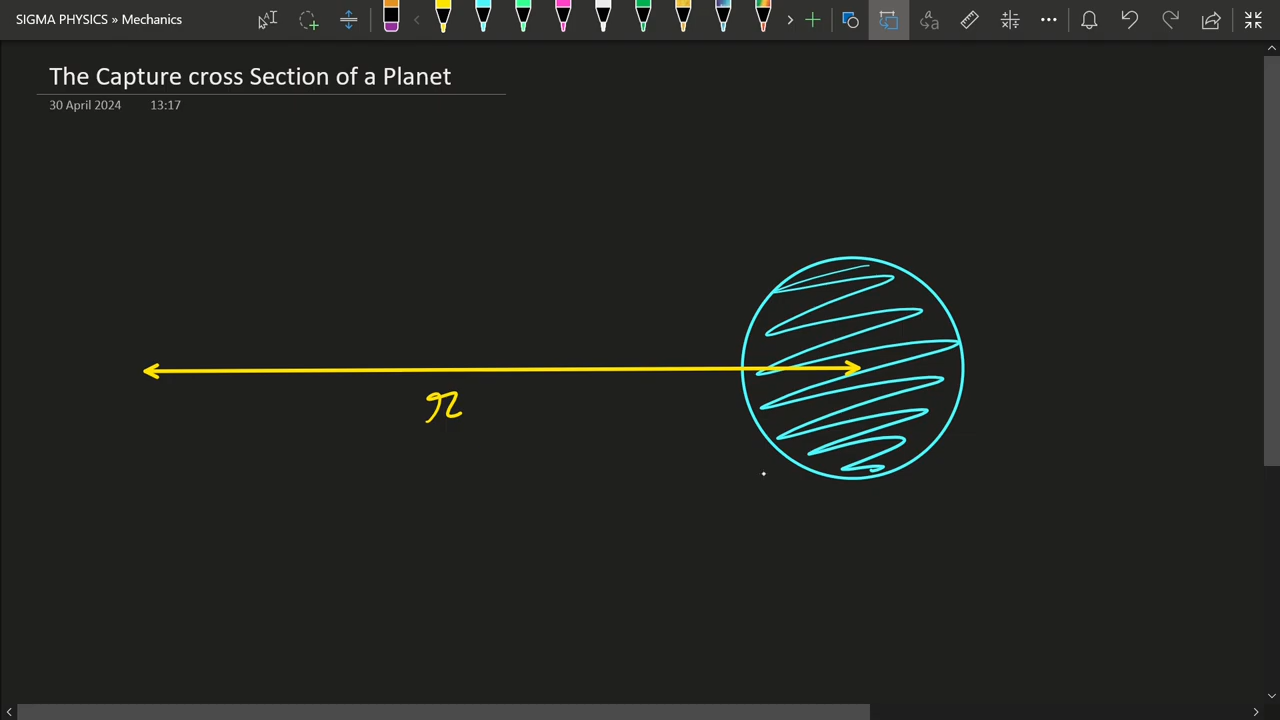 SIGMA PHYSICS » Mechanics
The Capture cross Section of a Planet
30 April 2024 13:17
r